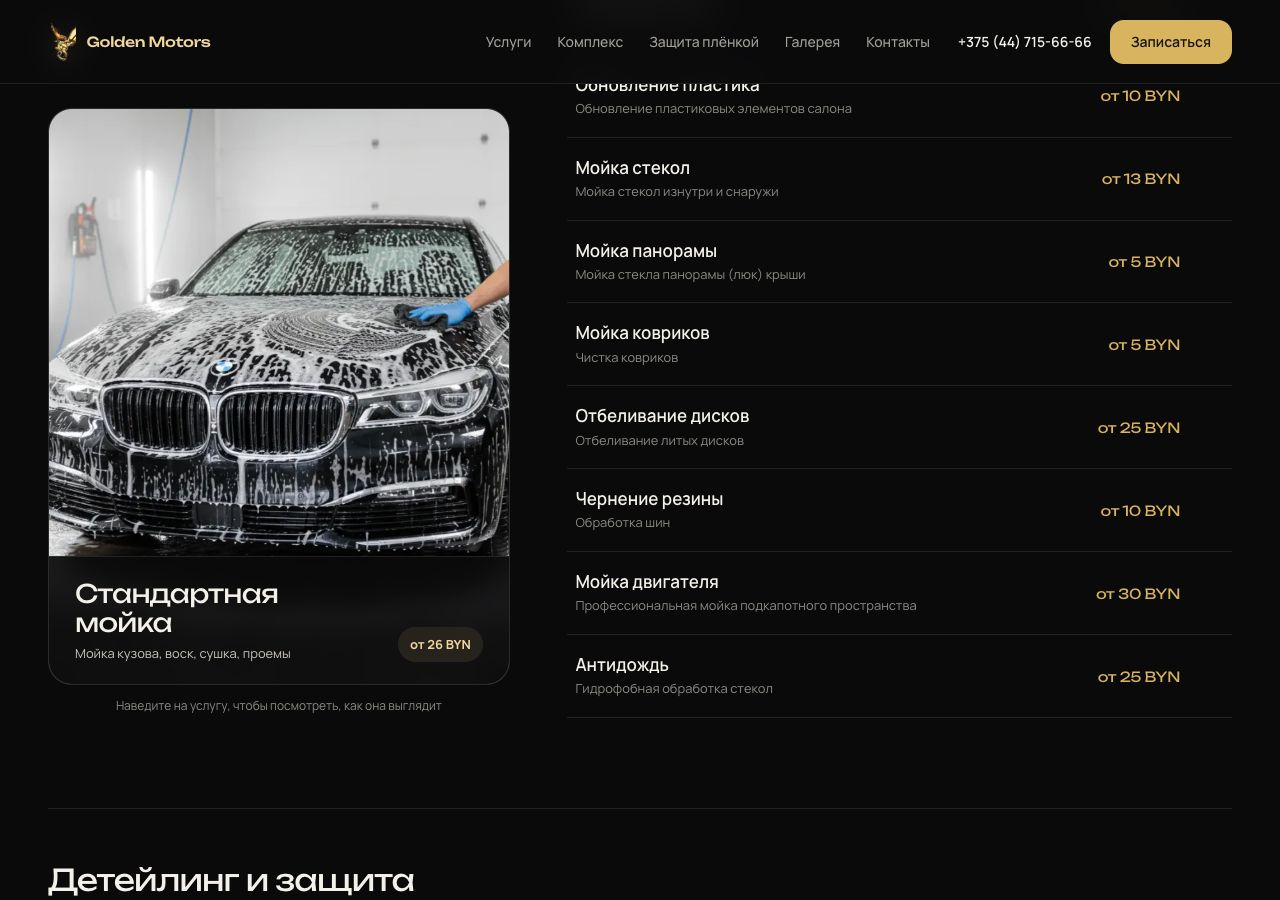 Golden Motors
Услуги
Комплекс
Защита плёнкой
Галерея
Контакты
+375 (44) 715-66-66
Записаться
Обновление пластика
Обновление пластиковых элементов салона
от 10 BYN
Мойка стекол
Мойка стекол изнутри и снаружи
от 13 BYN
Мойка панорамы
Мойка стекла панорамы (люк) крыши
от 5 BYN
Мойка ковриков
Чистка ковриков
от 5 BYN
Отбеливание дисков
Отбеливание литых дисков
от 25 BYN
Чернение резины
Обработка шин
от 10 BYN
Мойка двигателя
Профессиональная мойка подкапотного пространства
от 30 BYN
Антидождь
Гидрофобная обработка стекол
от 25 BYN
Стандартная
мойка
Мойка кузова, воск, сушка, проемы
от 26 BYN
Наведите на услугу, чтобы посмотреть, как она выглядит
Детейлинг и защита